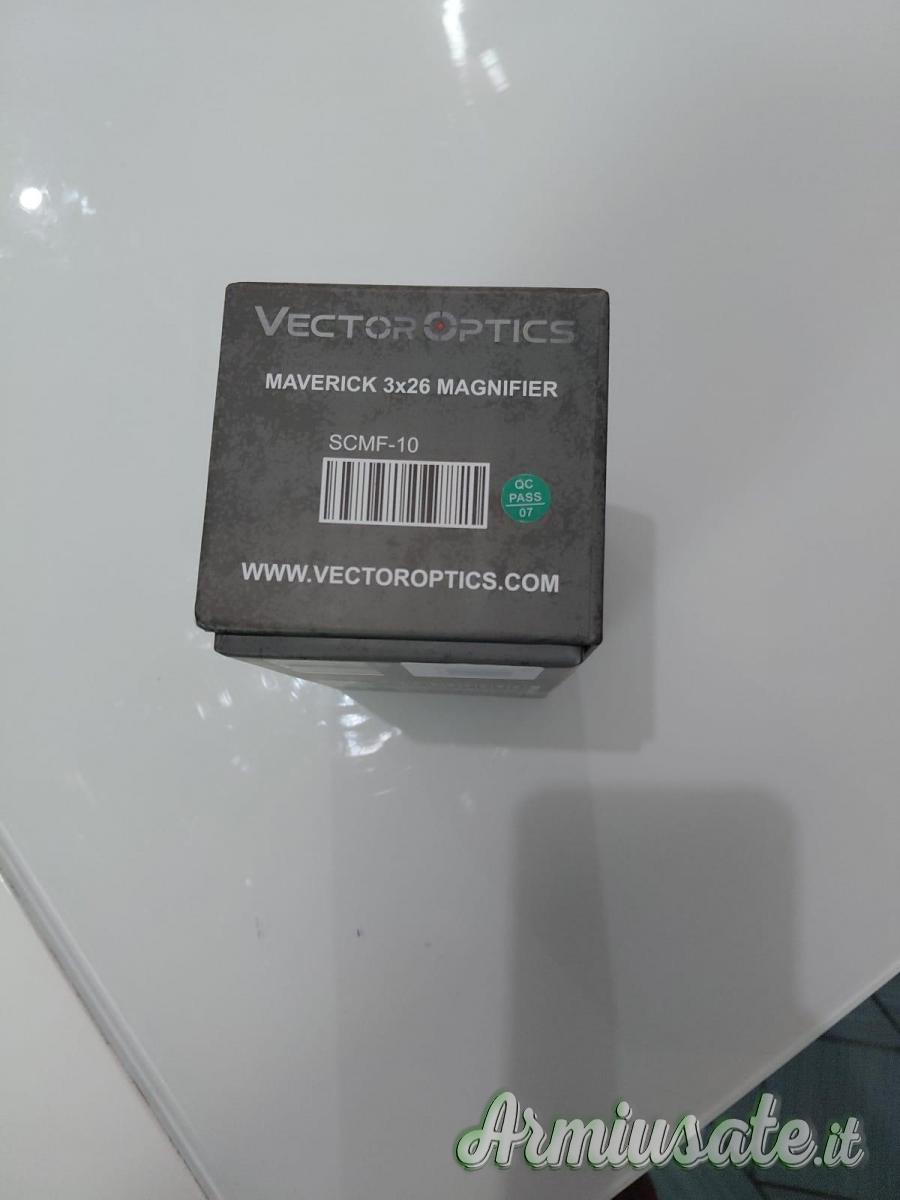 VECTOR OPTICS
MAVERICK 3x26 MAGNIFIER
SCMF-10
QC
PASS
07
WWW.VECTOROPTICS.COM
Armiusate.it